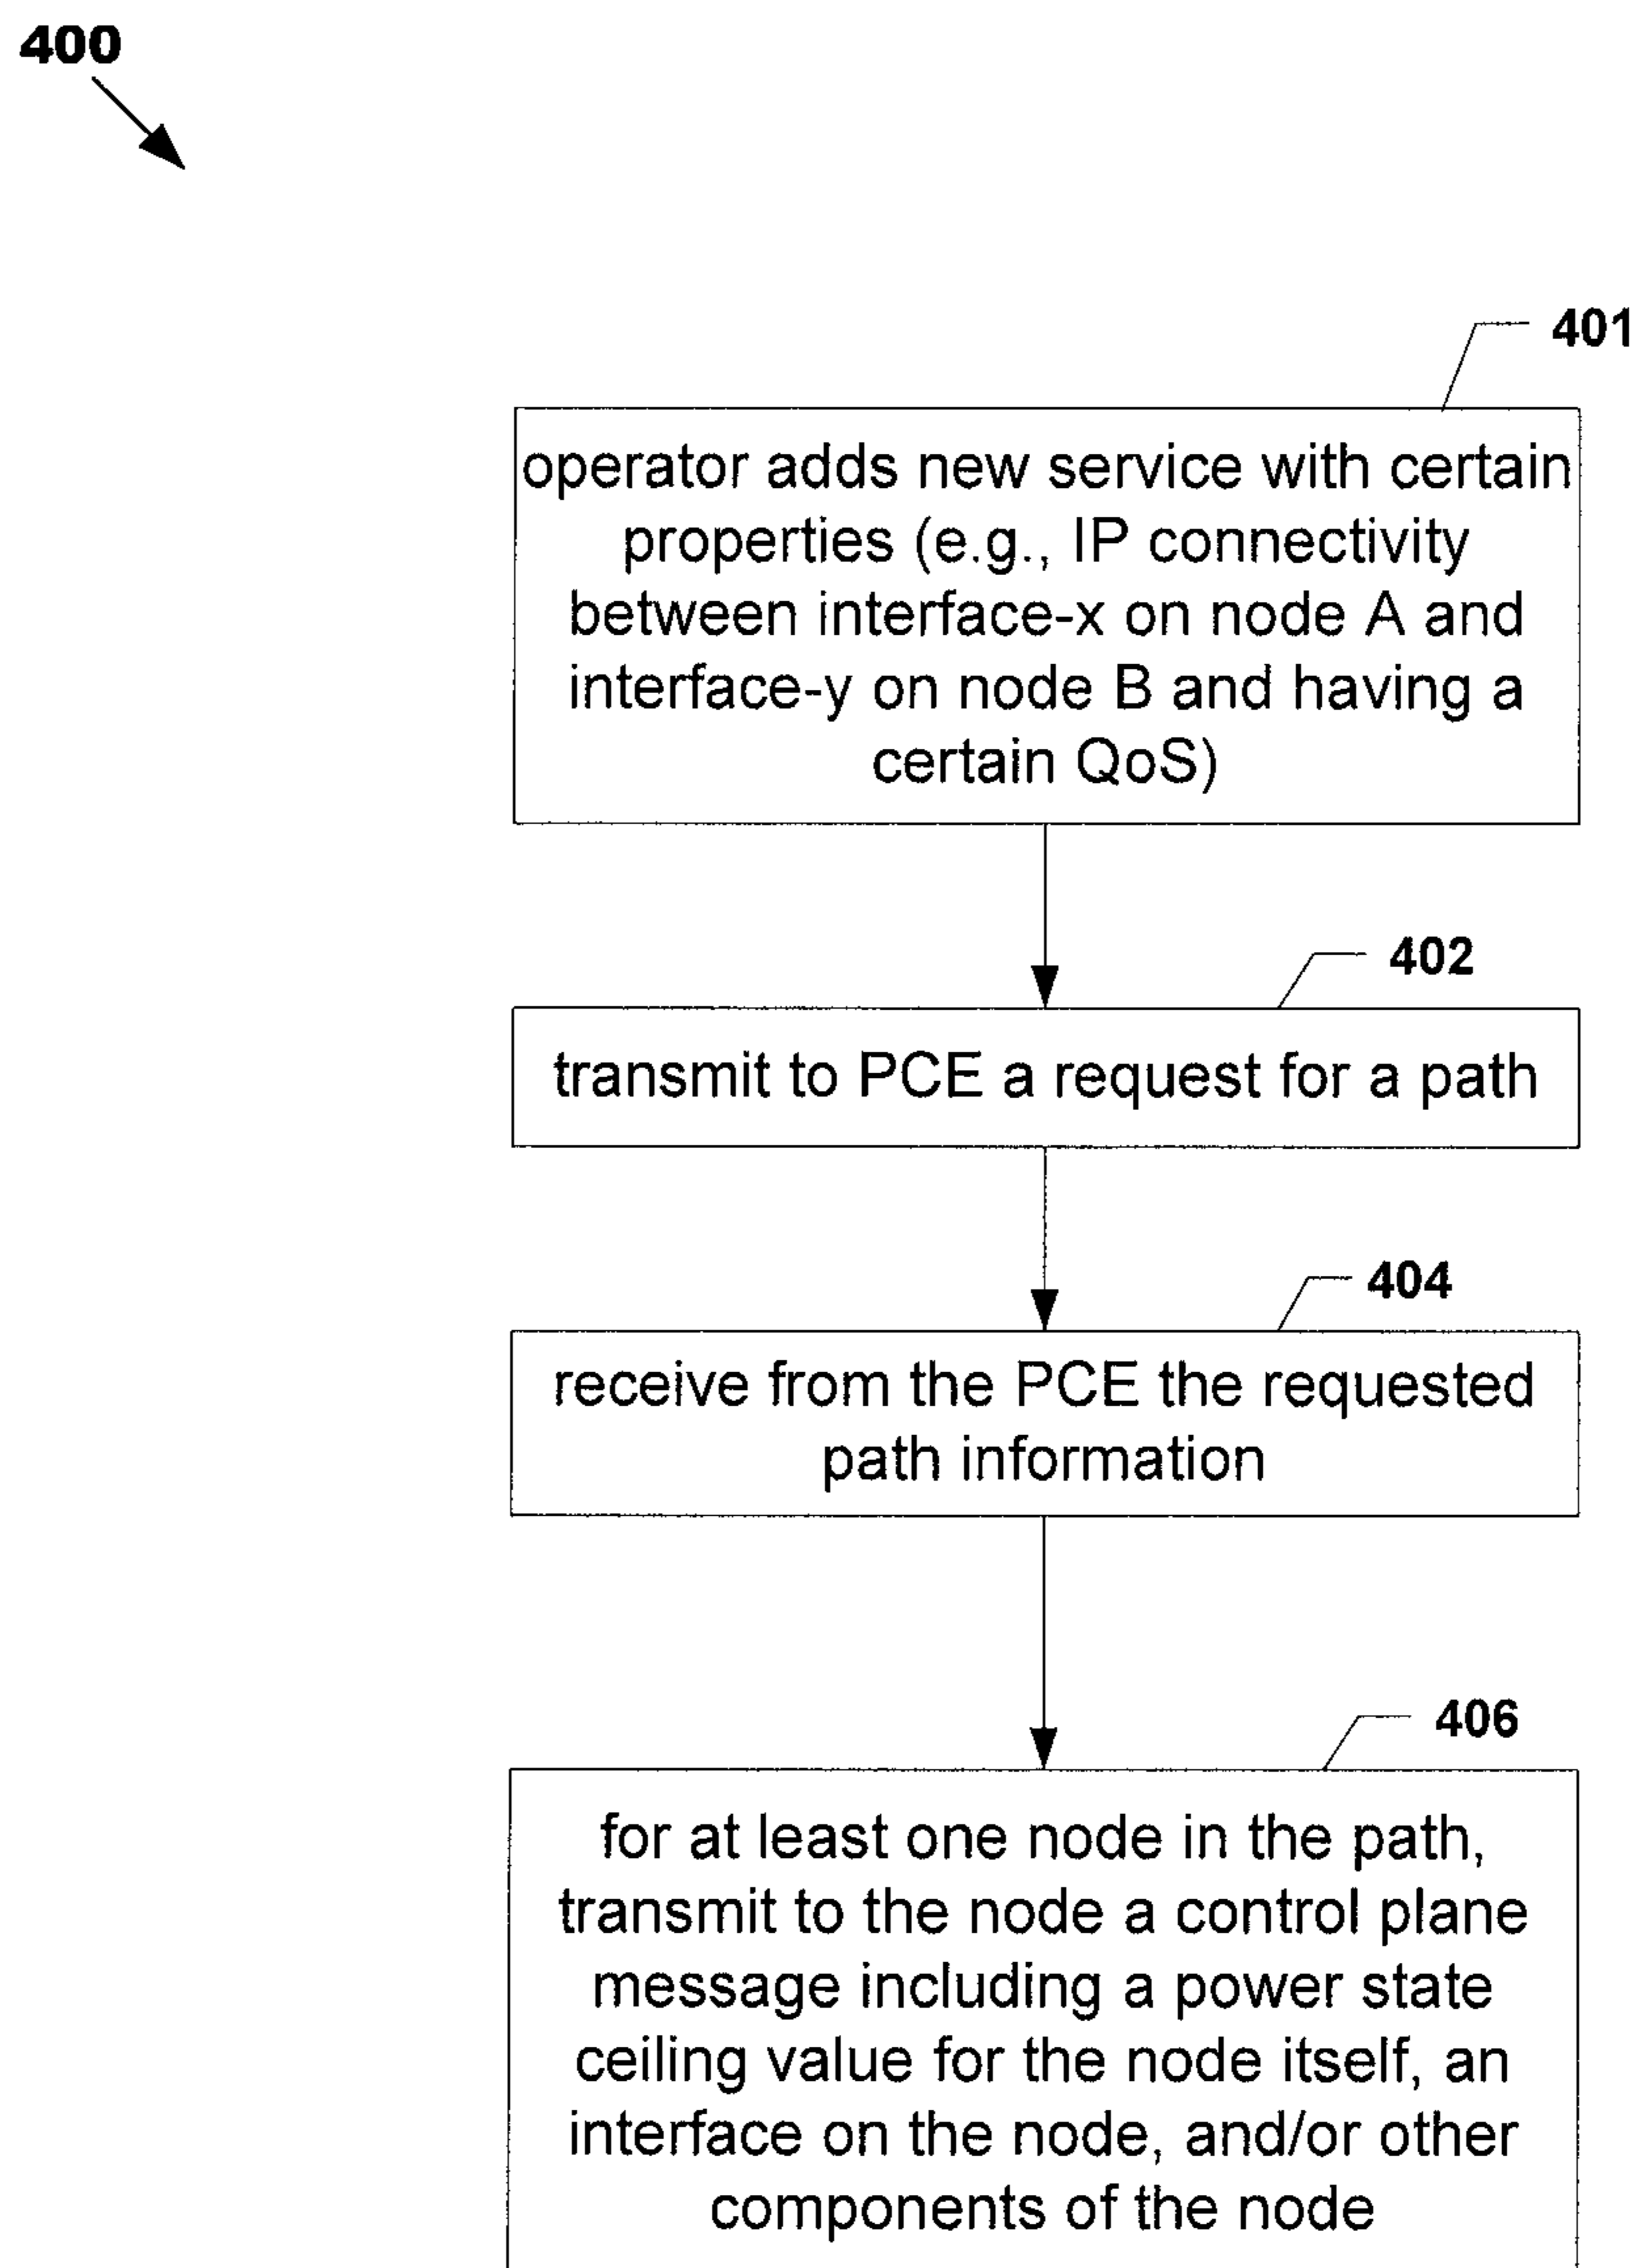 400
401
operator adds new service with certain
properties (e.g., IP connectivity
between interface-x on node A and
interface-y on node B and having a
certain QoS)
402
transmit to PCE a request for a path
404
receive from the PCE the requested
path information
406
for at least one node in the path,
transmit to the node a control plane
message including a power state
ceiling value for the node itself, an
interface on the node, and/or other
components of the node